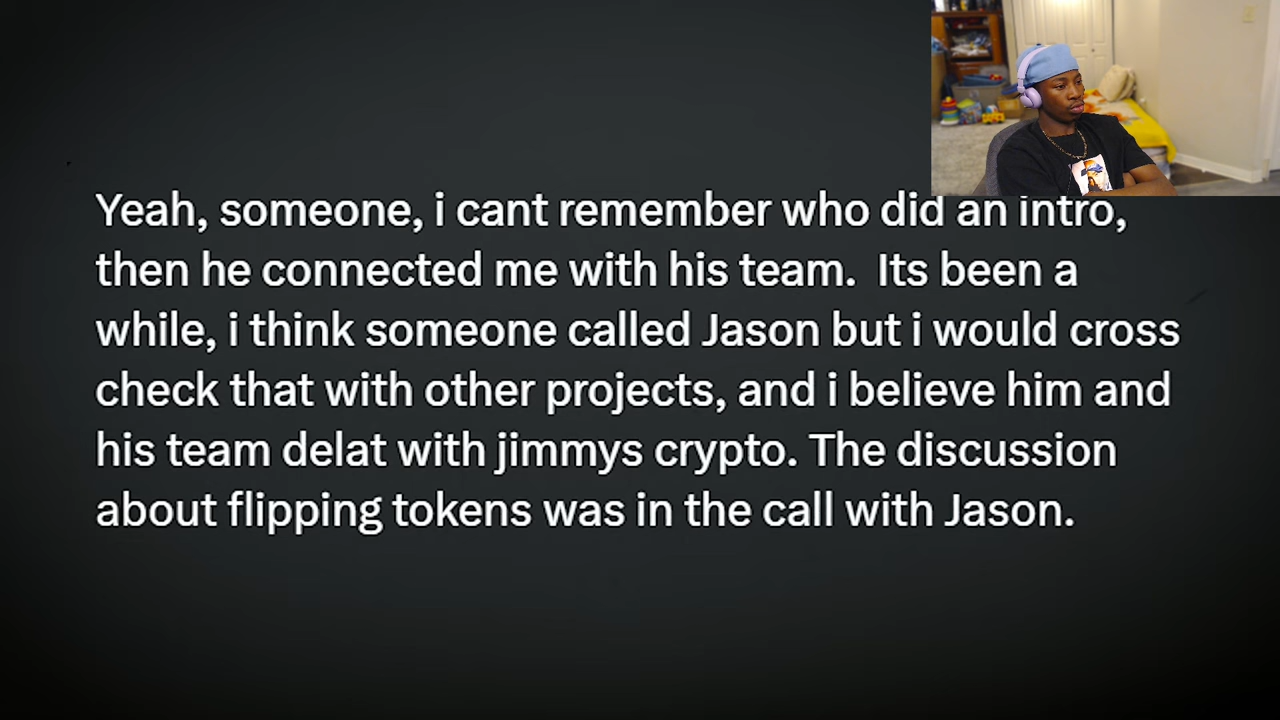 Yeah, someone, i cant remember who did an intro,
then he connected me with his team.  Its been a
while, i think someone called Jason but i would cross
check that with other projects, and i believe him and
his team delat with jimmys crypto. The discussion
about flipping tokens was in the call with Jason.